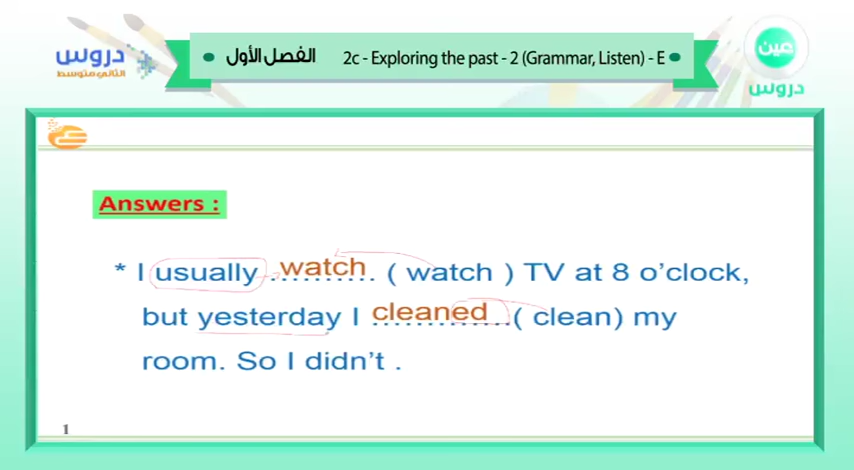 دروس
الثاني متوسط
الفصل الأول
2c - Exploring the past - 2 (Grammar, Listen) - E
عين
دروس
Answers :
* I usually watch .......... ( watch ) TV at 8 o’clock,
but yesterday I cleaned .............( clean) my
room. So I didn’t .
1